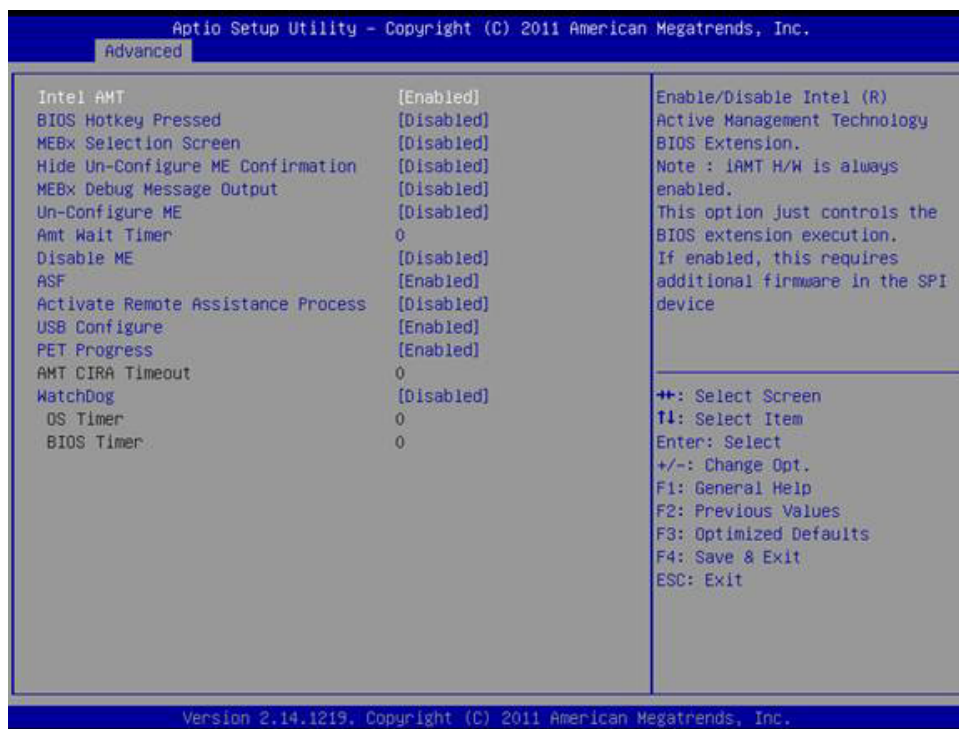 Aptio Setup Utility – Copyright (C) 2011 American Megatrends, Inc.
Advanced
Intel AMT [Enabled]
BIOS Hotkey Pressed [Disabled]
MEBx Selection Screen [Disabled]
Hide Un-Configure ME Confirmation [Disabled]
MEBx Debug Message Output [Disabled]
Un-Configure ME [Disabled]
Amt Wait Timer 0
Disable ME [Disabled]
ASF [Enabled]
Activate Remote Assistance Process [Disabled]
USB Configure [Enabled]
PET Progress [Enabled]
AMT CIRA Timeout 0
WatchDog [Disabled]
OS Timer 0
BIOS Timer 0
Enable/Disable Intel (R)
Active Management Technology
BIOS Extension.
Note : iAMT H/W is always
enabled.
This option just controls the
BIOS extension execution.
If enabled, this requires
additional firmware in the SPI
device
→←: Select Screen
↑↓: Select Item
Enter: Select
+/-: Change Opt.
F1: General Help
F2: Previous Values
F3: Optimized Defaults
F4: Save & Exit
ESC: Exit
Version 2.14.1219. Copyright (C) 2011 American Megatrends, Inc.